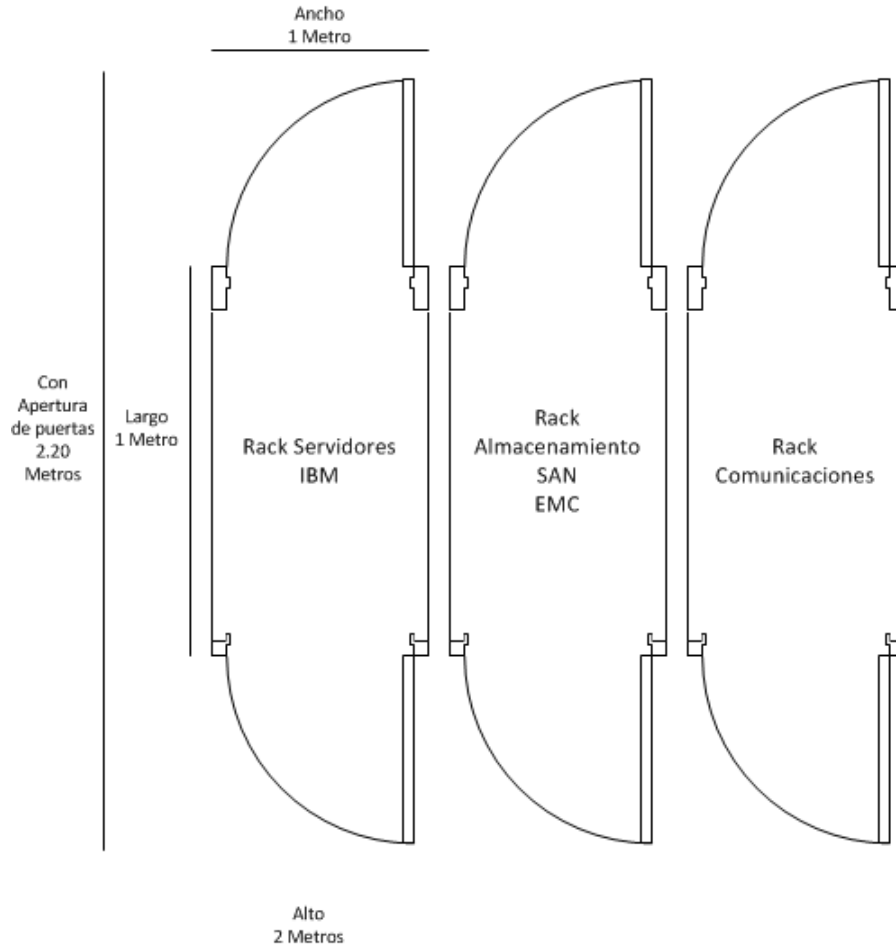 Ancho
1 Metro
Con
Apertura
de puertas
2.20
Metros
Largo
1 Metro
Rack Servidores
IBM
Rack
Almacenamiento
SAN
EMC
Rack
Comunicaciones
Alto
2 Metros